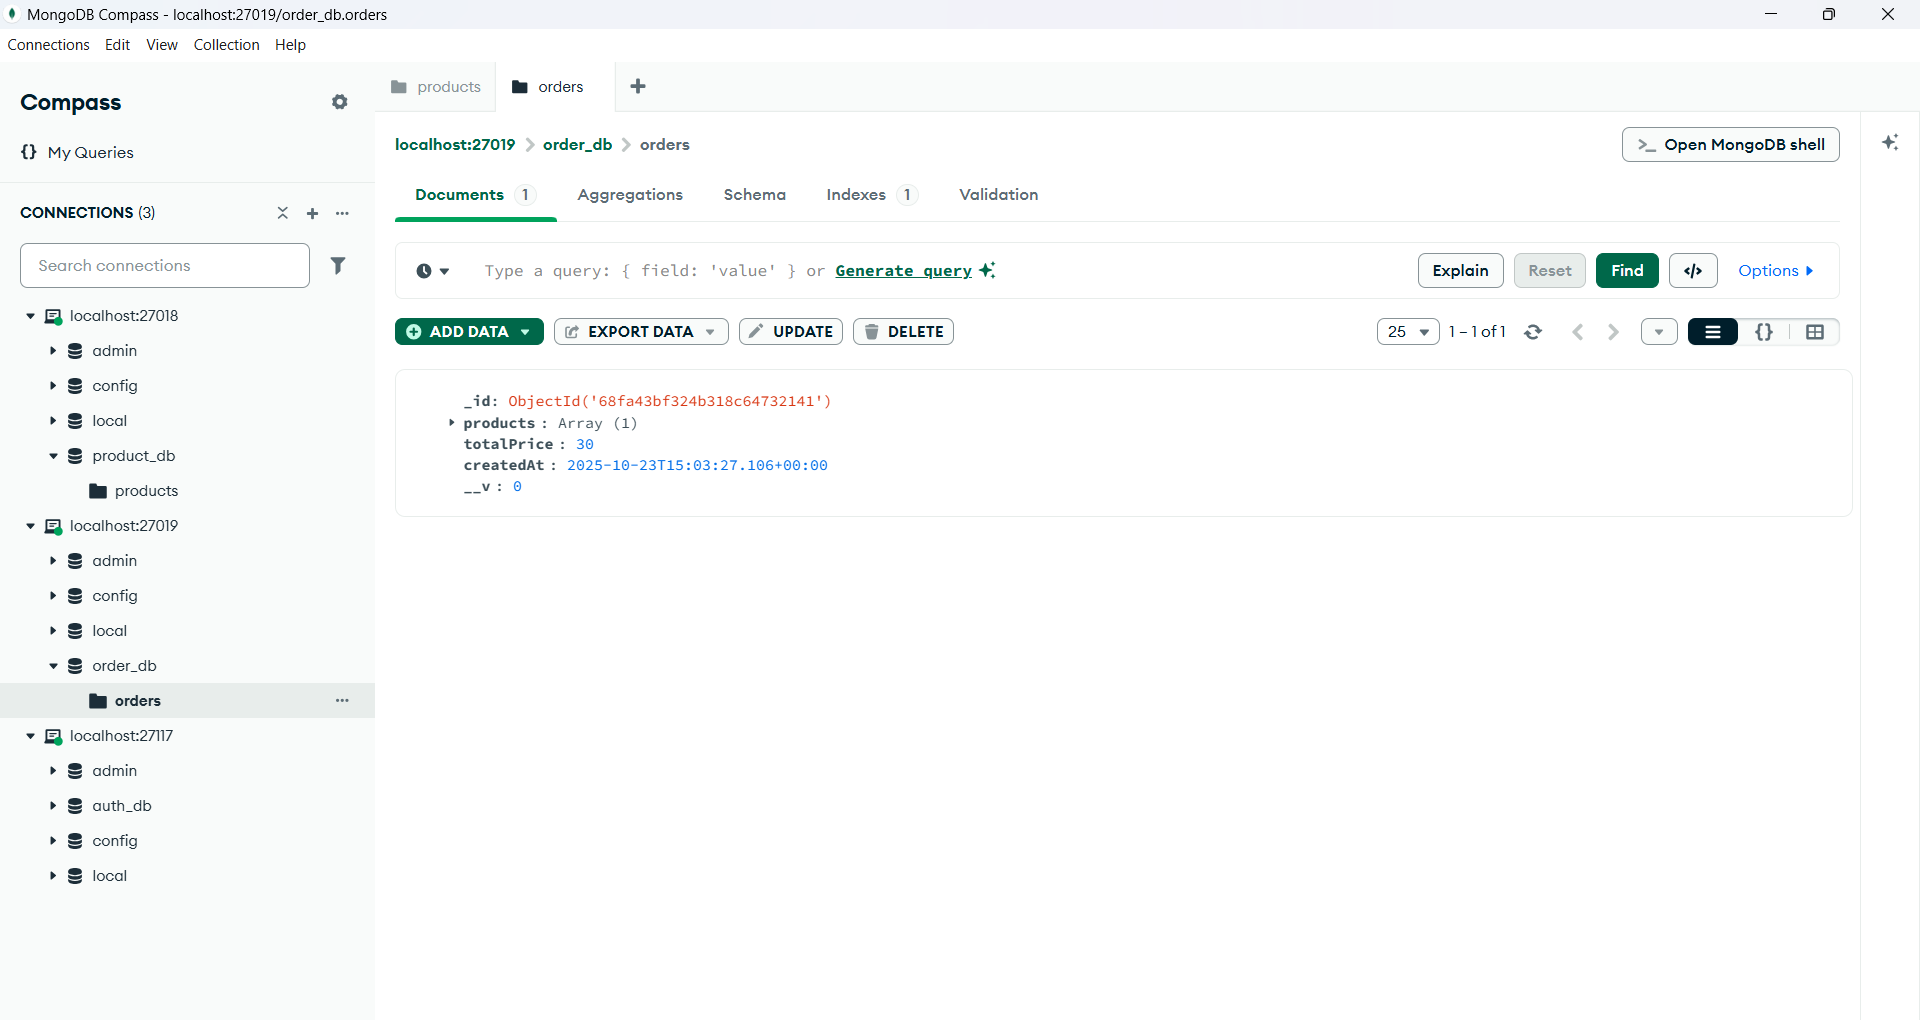 MongoDB Compass - localhost:27019/order_db.orders
Connections Edit View Collection Help
Compass
{} My Queries
CONNECTIONS (3)
Search connections
localhost:27018
admin
config
local
product_db
products
localhost:27019
admin
config
local
order_db
orders
localhost:27117
admin
auth_db
config
local
products
orders
localhost:27019 > order_db > orders
>_ Open MongoDB shell
Documents 1 Aggregations Schema Indexes 1 Validation
Type a query: { field: 'value' } or Generate query
Explain Reset Find </> Options
ADD DATA EXPORT DATA UPDATE DELETE
25 1 – 1 of 1 {}
_id: ObjectId('68fa43bf324b318c64732141')
products : Array (1)
totalPrice : 30
createdAt : 2025-10-23T15:03:27.106+00:00
__v : 0